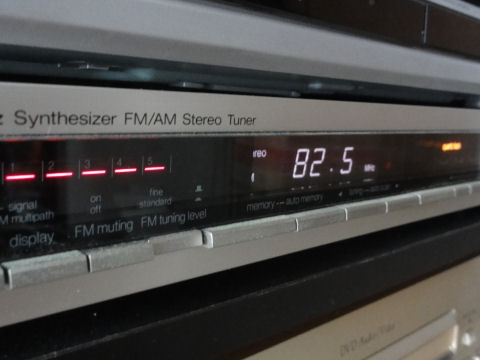 Synthesizer FM/AM Stereo Tuner
1 2 3 4 5
82.5 MHz
signal
multipath
on
off
fine
standard
display
FM muting
FM tuning level
memory
auto memory
tuning